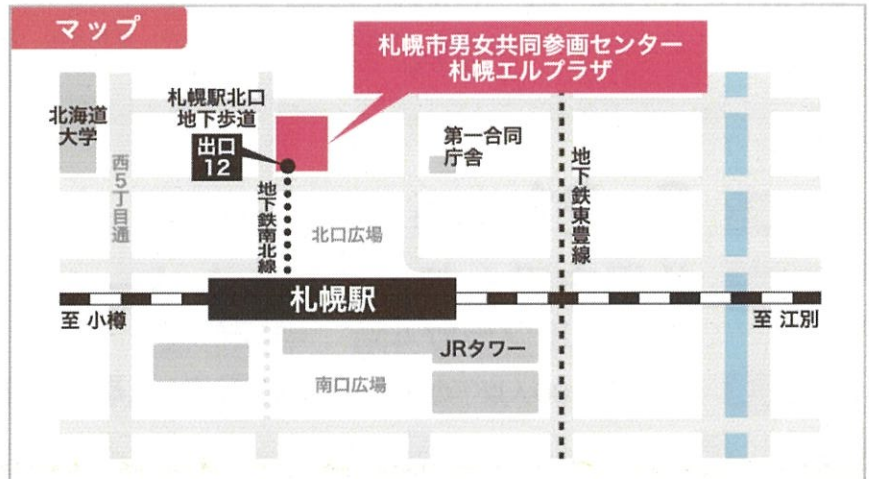 マップ
札幌市男女共同参画センター
札幌エルプラザ
札幌駅北口
地下歩道
北海道
大学
出口
12
第一合同
庁舎
西5丁目通
地下鉄南北線
地下鉄東豊線
北口広場
札幌駅
至 小樽
至 江別
JRタワー
南口広場